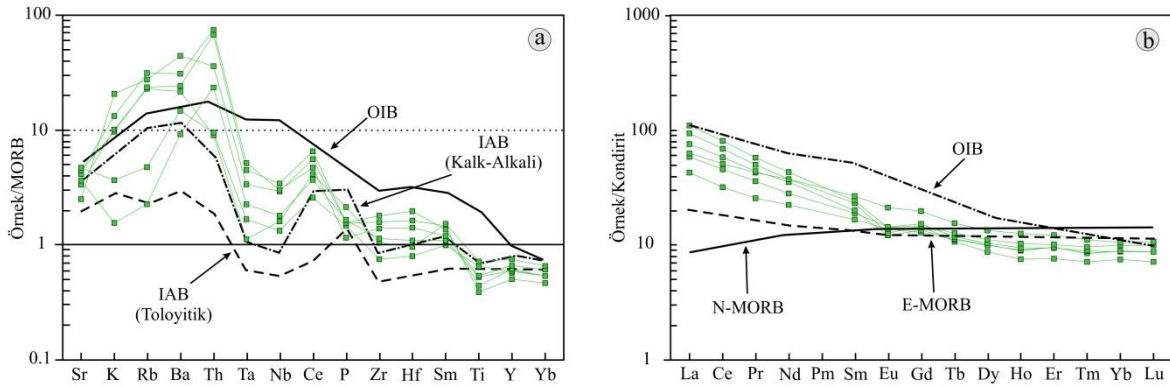 a
b
100
10
1
0.1
Örnek/MORB
OIB
IAB
(Kalk-Alkali)
IAB
(Toloyitik)
Sr K Rb Ba Th Ta Nb Ce P Zr Hf Sm Ti Y Yb
1000
100
10
1
Örnek/Kondirit
OIB
N-MORB
E-MORB
La Ce Pr Nd Pm Sm Eu Gd Tb Dy Ho Er Tm Yb Lu